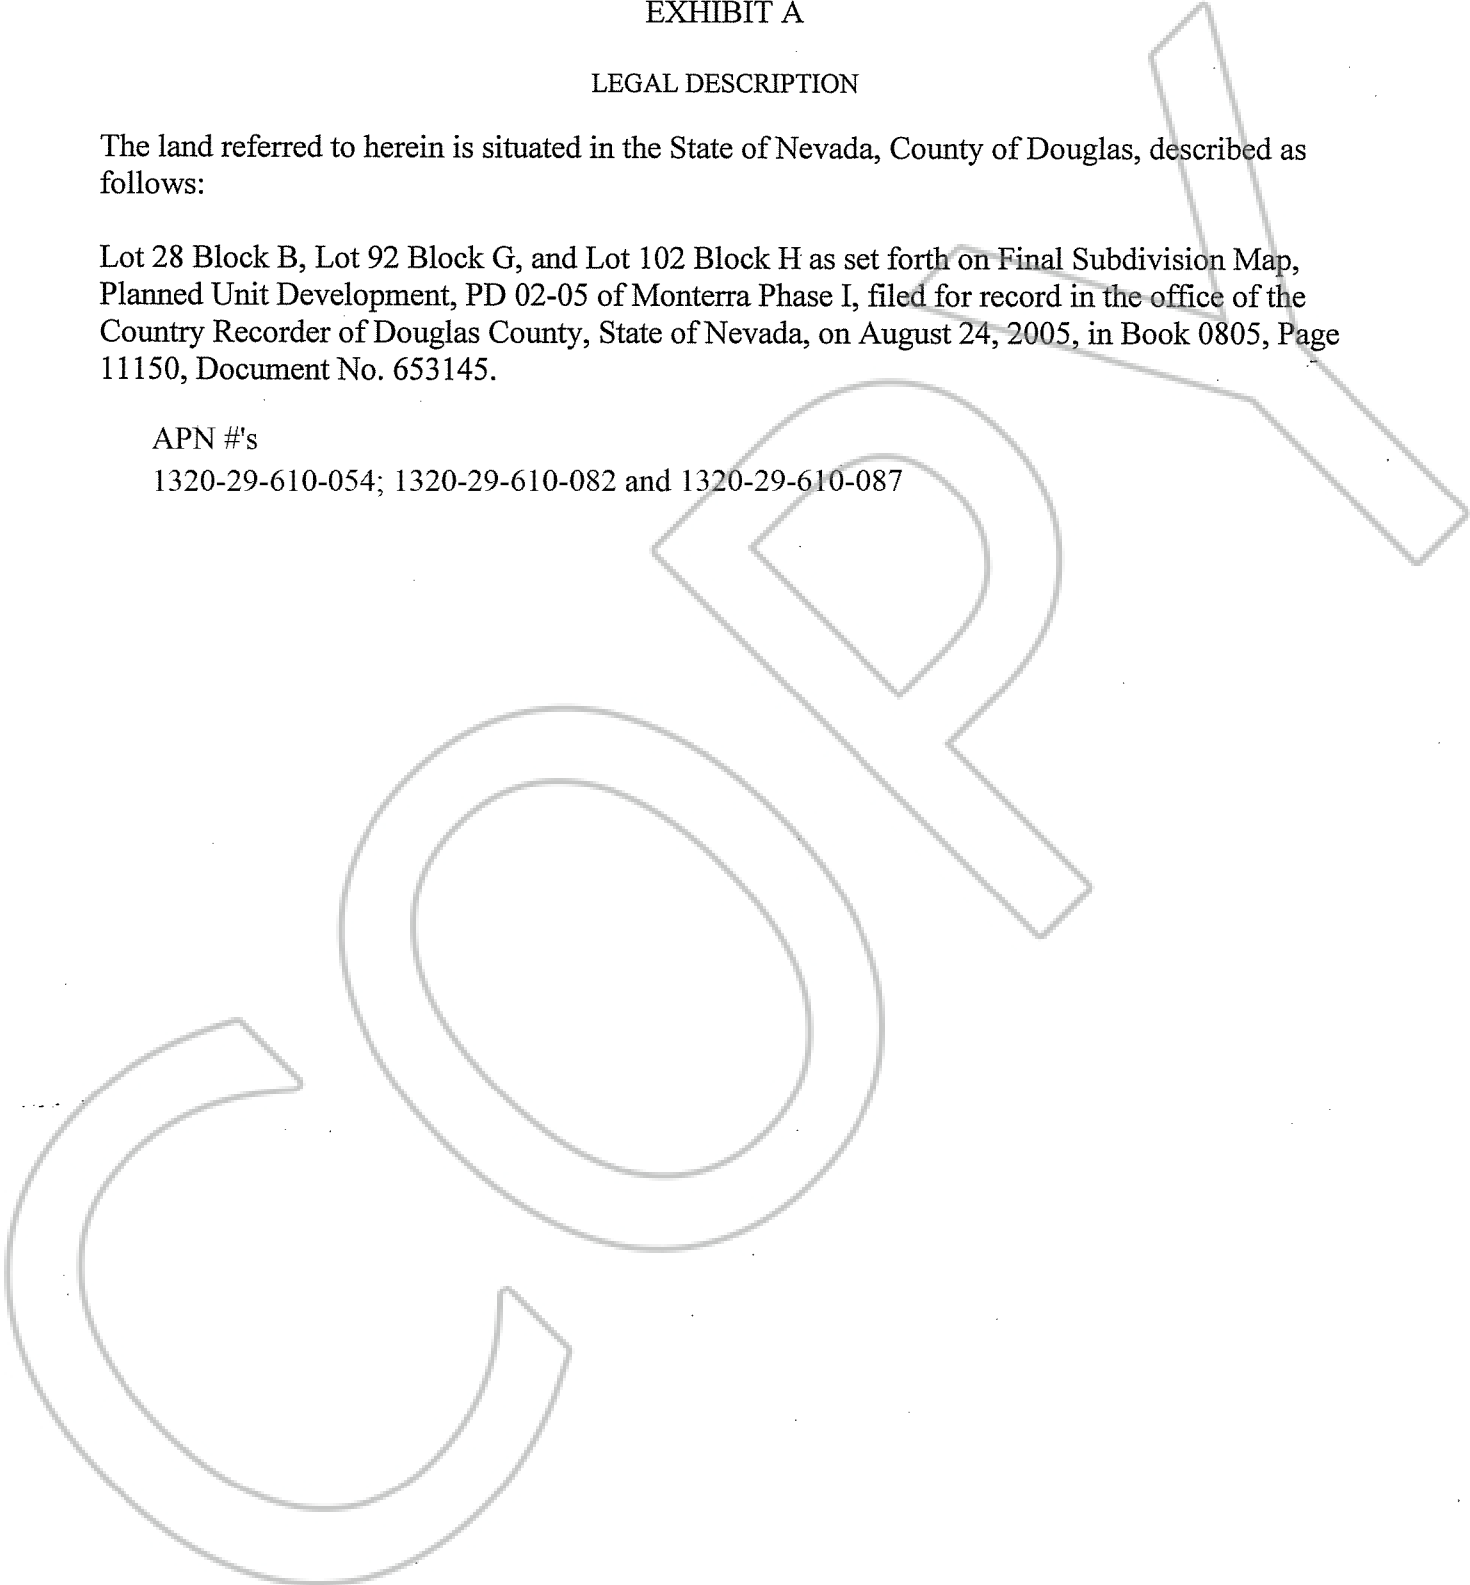 EXHIBIT A
LEGAL DESCRIPTION
The land referred to herein is situated in the State of Nevada, County of Douglas, described as
follows:
Lot 28 Block B, Lot 92 Block G, and Lot 102 Block H as set forth on Final Subdivision Map,
Planned Unit Development, PD 02-05 of Monterra Phase I, filed for record in the office of the
Country Recorder of Douglas County, State of Nevada, on August 24, 2005, in Book 0805, Page
11150, Document No. 653145.
APN #'s
1320-29-610-054; 1320-29-610-082 and 1320-29-610-087
COPY